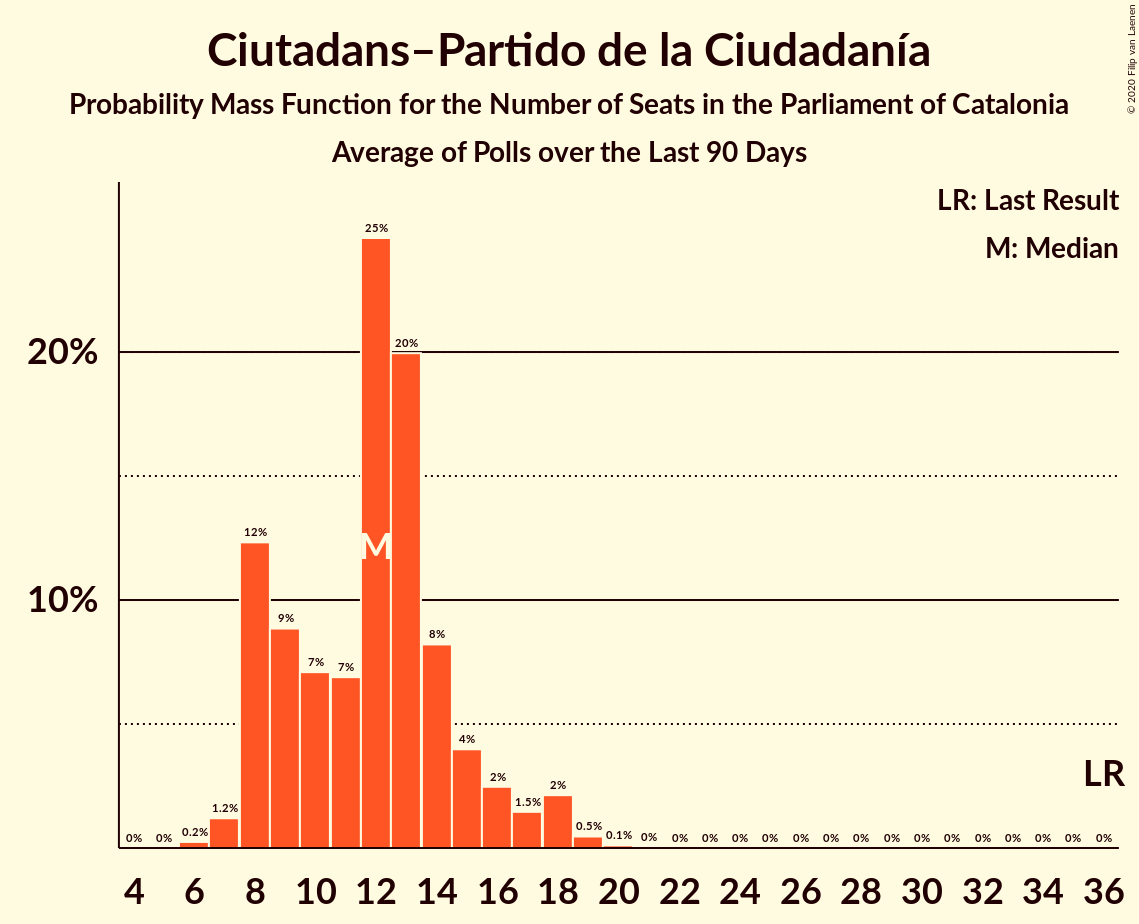 Ciutadans–Partido de la Ciudadanía
Probability Mass Function for the Number of Seats in the Parliament of Catalonia
Average of Polls over the Last 90 Days
© 2020 Filip van Laenen
LR: Last Result
M: Median
20%
10%
0% 0% 0.2% 1.2% 12% 9% 7% 7% 25% 20% 8% 4% 2% 1.5% 2% 0.5% 0.1% 0% 0% 0% 0% 0% 0% 0% 0% 0% 0% 0% 0% 0% 0% 0% 0%
M
LR
4 6 8 10 12 14 16 18 20 22 24 26 28 30 32 34 36